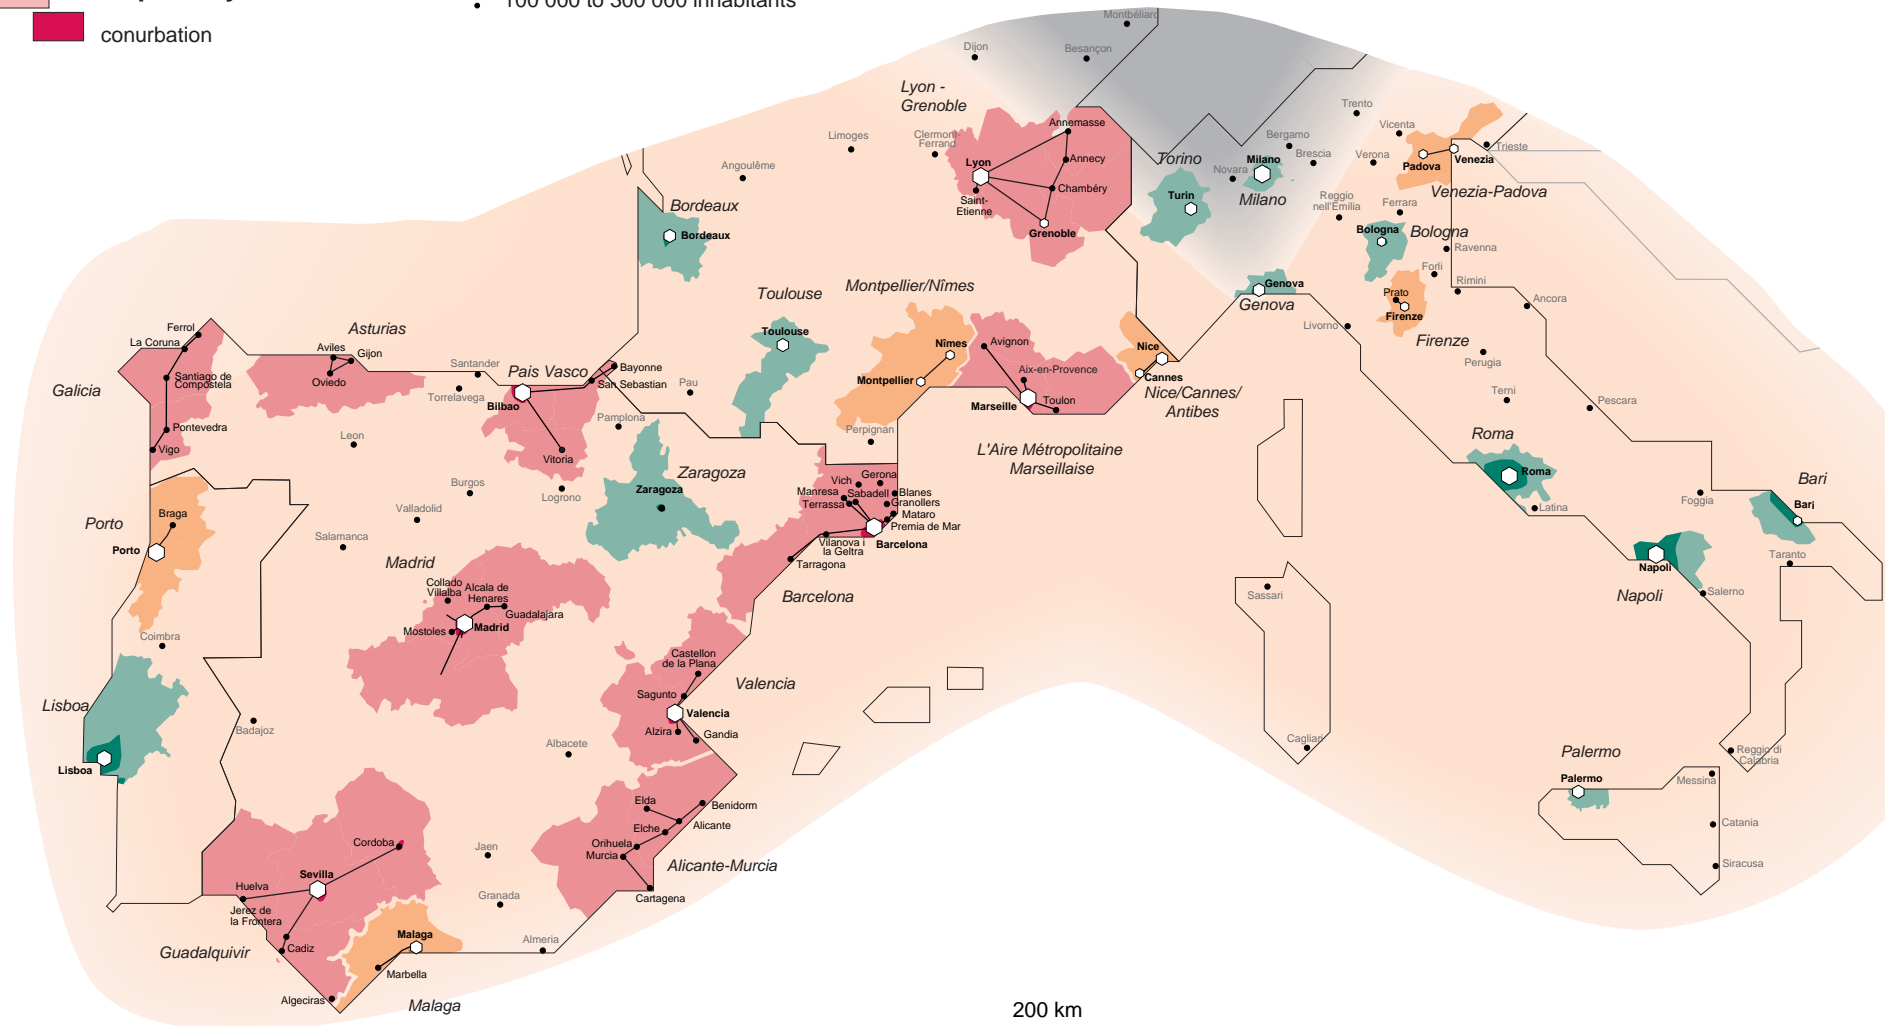 100 000 to 300 000 inhabitants
conurbation
Montbéliard
Dijon
Besançon
Lyon -
Grenoble
Limoges
Clermont-
Ferrand
Angoulême
Annemasse
Lyon
Annecy
Chambéry
Saint-
Etienne
Grenoble
Torino
Turin
Novara
Milano
Milano
Bergamo
Brescia
Trento
Vicenta
Verona
Padova
Venezia
Trieste
Venezia-Padova
Reggio
nell'Emilia
Ferrara
Bologna
Bologna
Ravenna
Forli
Rimini
Prato
Firenze
Firenze
Ancora
Bordeaux
Bordeaux
Toulouse
Toulouse
Montpellier/Nîmes
Nîmes
Montpellier
Avignon
Aix-en-Provence
Marseille
Toulon
Nice
Cannes
Nice/Cannes/
Antibes
Genova
Genova
Livorno
Perugia
Terni
Pescara
L'Aire Métropolitaine
Marseillaise
Perpignan
Ferrol
La Coruna
Santiago de
Compostela
Galicia
Pontevedra
Vigo
Asturias
Aviles
Gijon
Oviedo
Santander
Torrelavega
Pais Vasco
Bilbao
Bayonne
San Sebastian
Vitoria
Pau
Pamplona
Leon
Burgos
Logrono
Valladolid
Salamanca
Zaragoza
Zaragoza
Gerona
Vich
Manresa
Sabadell
Blanes
Terrassa
Granollers
Mataro
Premia de Mar
Vilanova i
la Geltra
Barcelona
Tarragona
Barcelona
Porto
Braga
Porto
Coimbra
Madrid
Collado
Villalba
Alcala de
Henares
Guadalajara
Mostoles
Madrid
Castellon
de la Plana
Sagunto
Valencia
Valencia
Alzira
Gandia
Lisboa
Lisboa
Badajoz
Albacete
Elda
Benidorm
Elche
Alicante
Orihuela
Murcia
Alicante-Murcia
Cartagena
Cordoba
Jaen
Sevilla
Huelva
Jerez de
la Frontera
Granada
Guadalquivir
Cadiz
Malaga
Marbella
Algeciras
Malaga
Almeria
Roma
Roma
Latina
Foggia
Bari
Bari
Taranto
Napoli
Napoli
Salerno
Sassari
Cagliari
Palermo
Palermo
Reggio di
Calabria
Messina
Catania
Siracusa
200 km